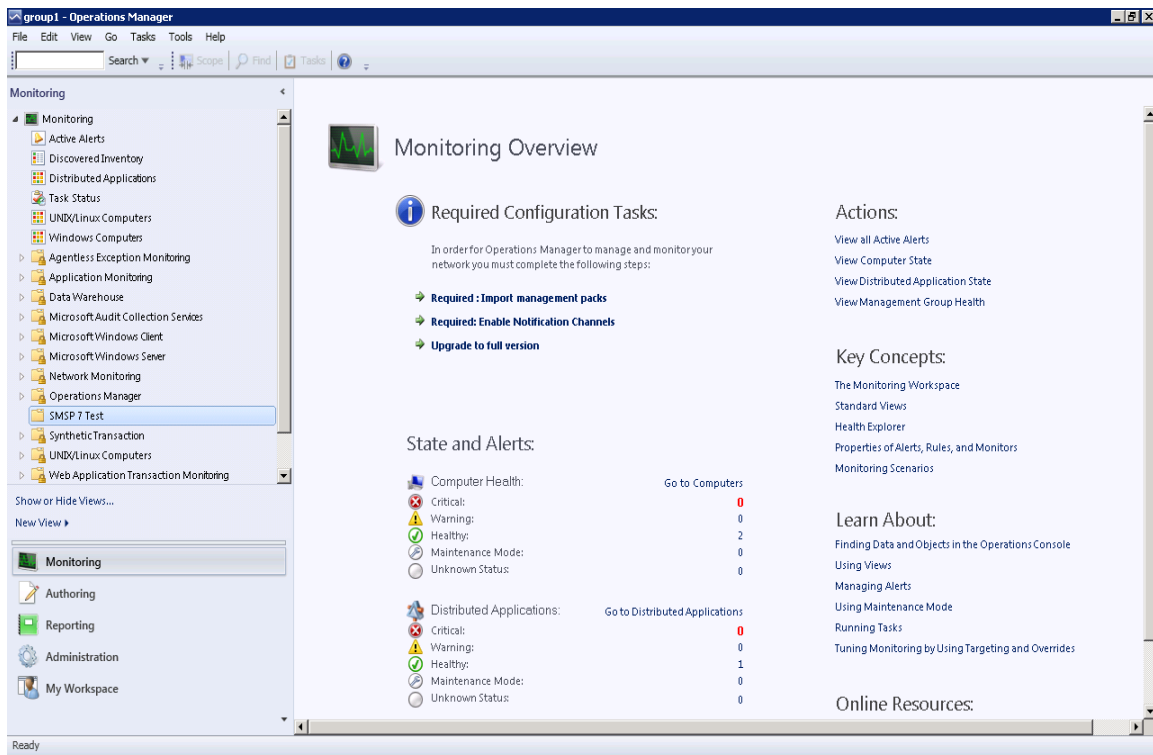 group1 - Operations Manager
File Edit View Go Tasks Tools Help
Search Scope Find Tasks
Monitoring
Monitoring
Active Alerts
Discovered Inventory
Distributed Applications
Task Status
UNIX/Linux Computers
Windows Computers
Agentless Exception Monitoring
Application Monitoring
Data Warehouse
Microsoft Audit Collection Services
Microsoft Windows Client
Microsoft Windows Server
Network Monitoring
Operations Manager
SMSP 7 Test
Synthetic Transaction
UNIX/Linux Computers
Web Application Transaction Monitoring
Show or Hide Views...
New View
Monitoring
Authoring
Reporting
Administration
My Workspace
Monitoring Overview
Required Configuration Tasks:
In order for Operations Manager to manage and monitor your
network you must complete the following steps:
Required : Import management packs
Required: Enable Notification Channels
Upgrade to full version
State and Alerts:
Computer Health: Go to Computers
Critical: 0
Warning: 0
Healthy: 2
Maintenance Mode: 0
Unknown Status: 0
Distributed Applications: Go to Distributed Applications
Critical: 0
Warning: 0
Healthy: 1
Maintenance Mode: 0
Unknown Status: 0
Actions:
View all Active Alerts
View Computer State
View Distributed Application State
View Management Group Health
Key Concepts:
The Monitoring Workspace
Standard Views
Health Explorer
Properties of Alerts, Rules, and Monitors
Monitoring Scenarios
Learn About:
Finding Data and Objects in the Operations Console
Using Views
Managing Alerts
Using Maintenance Mode
Running Tasks
Tuning Monitoring by Using Targeting and Overrides
Online Resources:
Ready